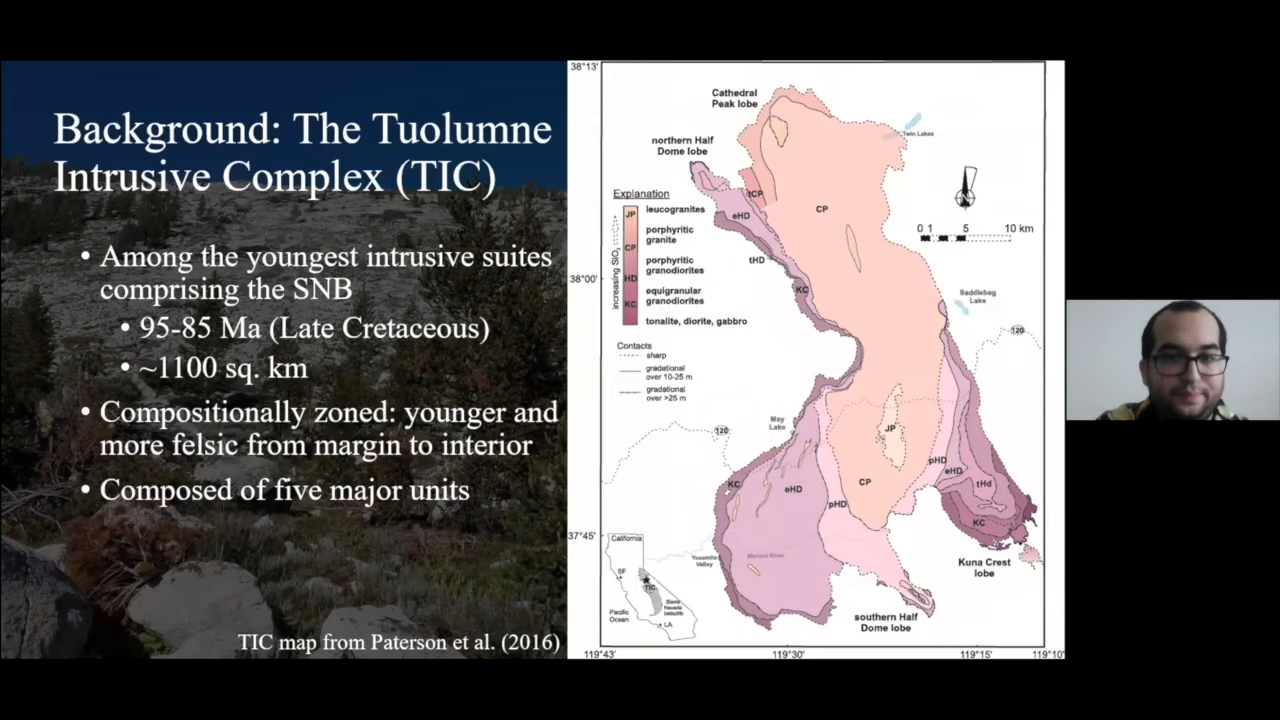 Background: The Tuolumne
Intrusive Complex (TIC)
• Among the youngest intrusive suites
comprising the SNB
• 95-85 Ma (Late Cretaceous)
• ~1100 sq. km
• Compositionally zoned: younger and
more felsic from margin to interior
• Composed of five major units
TIC map from Paterson et al. (2016)
38°13'
38°00'
37°45'
119°43'
119°30'
119°15'
119°10'
Cathedral
Peak lobe
northern Half
Dome lobe
Twin Lakes
Explanation
increasing SiO₂
JP
CP
HD
KC
leucogranites
porphyritic
granite
porphyritic
granodiorites
equigranular
granodiorites
tonalite, diorite, gabbro
Contacts
sharp
gradational
over 10-25 m
gradational
over >25 m
0 1 5 10 km
tCP
CP
eHD
tHD
KC
Saddlebag
Lake
120
May
Lake
120
JP
pHD
eHD
tHd
CP
KC
eHD
pHD
KC
Kuna Crest
lobe
Yosemite
Valley
Merced River
southern Half
Dome lobe
California
SF
TIC
Sierra
Nevada
batholith
Pacific
Ocean
LA